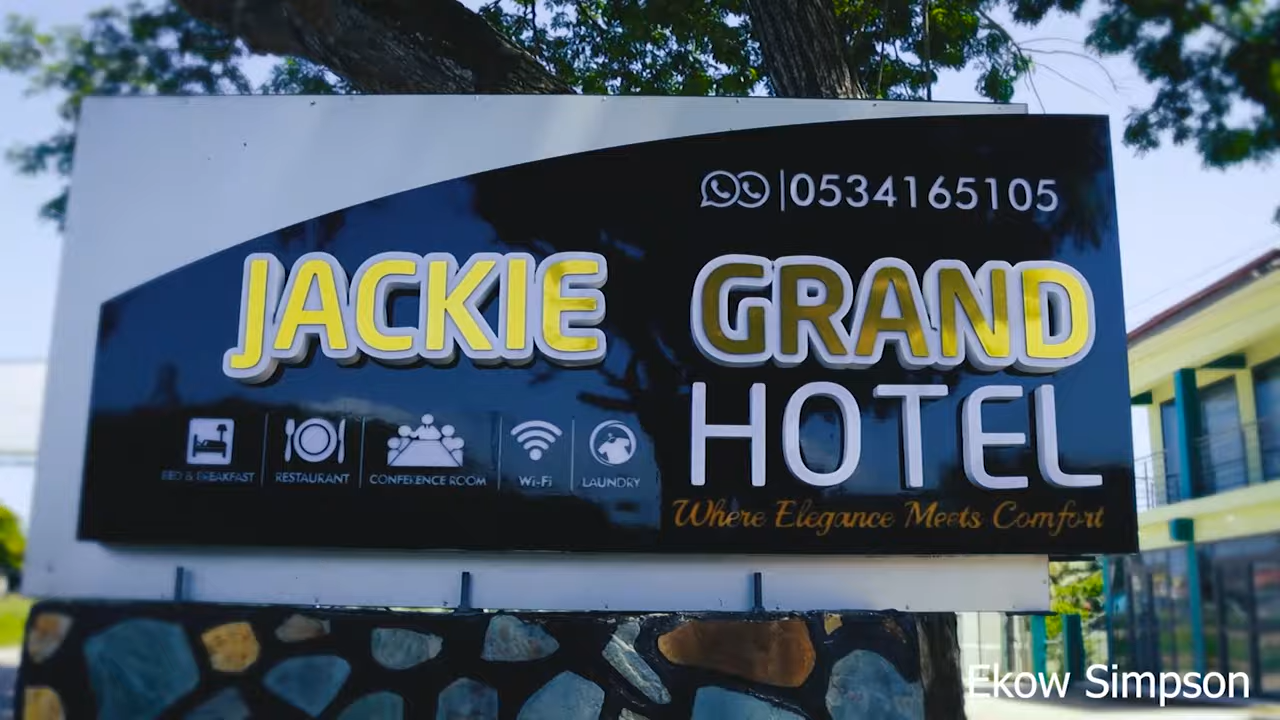 |0534165105
JACKIE GRAND
HOTEL
BED & BREAKFAST
RESTAURANT
CONFERENCE ROOM
Wi-Fi
LAUNDRY
Where Elegance Meets Comfort
Ekow Simpson